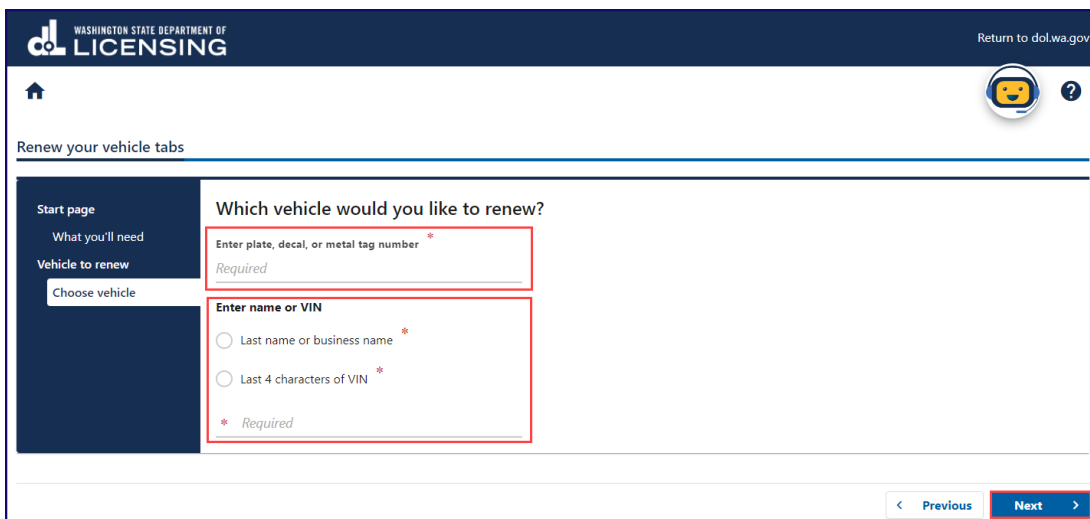 WASHINGTON STATE DEPARTMENT OF
LICENSING
Return to dol.wa.gov
Renew your vehicle tabs
Start page
What you'll need
Vehicle to renew
Choose vehicle
Which vehicle would you like to renew?
Enter plate, decal, or metal tag number *
Required
Enter name or VIN
Last name or business name *
Last 4 characters of VIN *
* Required
< Previous
Next >